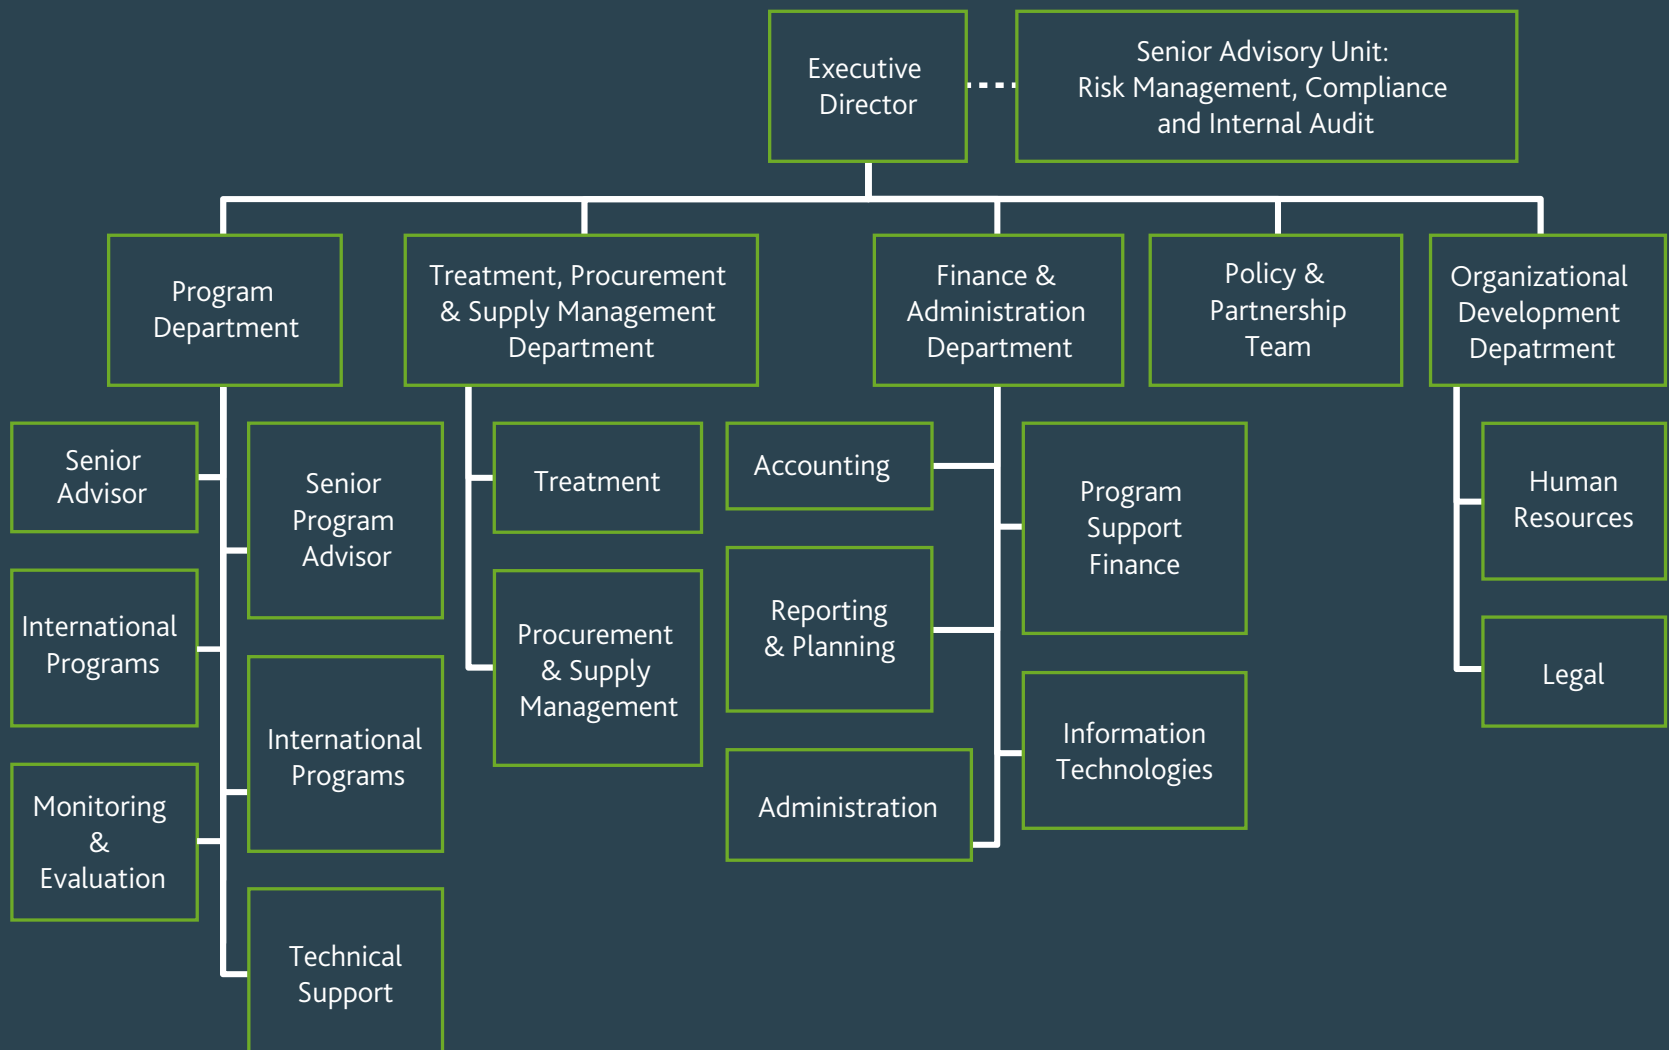 Executive
Director
Senior Advisory Unit:
Risk Management, Compliance
and Internal Audit
Program
Department
Treatment, Procurement
& Supply Management
Department
Finance &
Administration
Department
Policy &
Partnership
Team
Organizational
Development
Depatrment
Senior
Advisor
Senior
Program
Advisor
International
Programs
International
Programs
Monitoring
&
Evaluation
Technical
Support
Treatment
Procurement
& Supply
Management
Accounting
Program
Support
Finance
Reporting
& Planning
Information
Technologies
Administration
Human
Resources
Legal